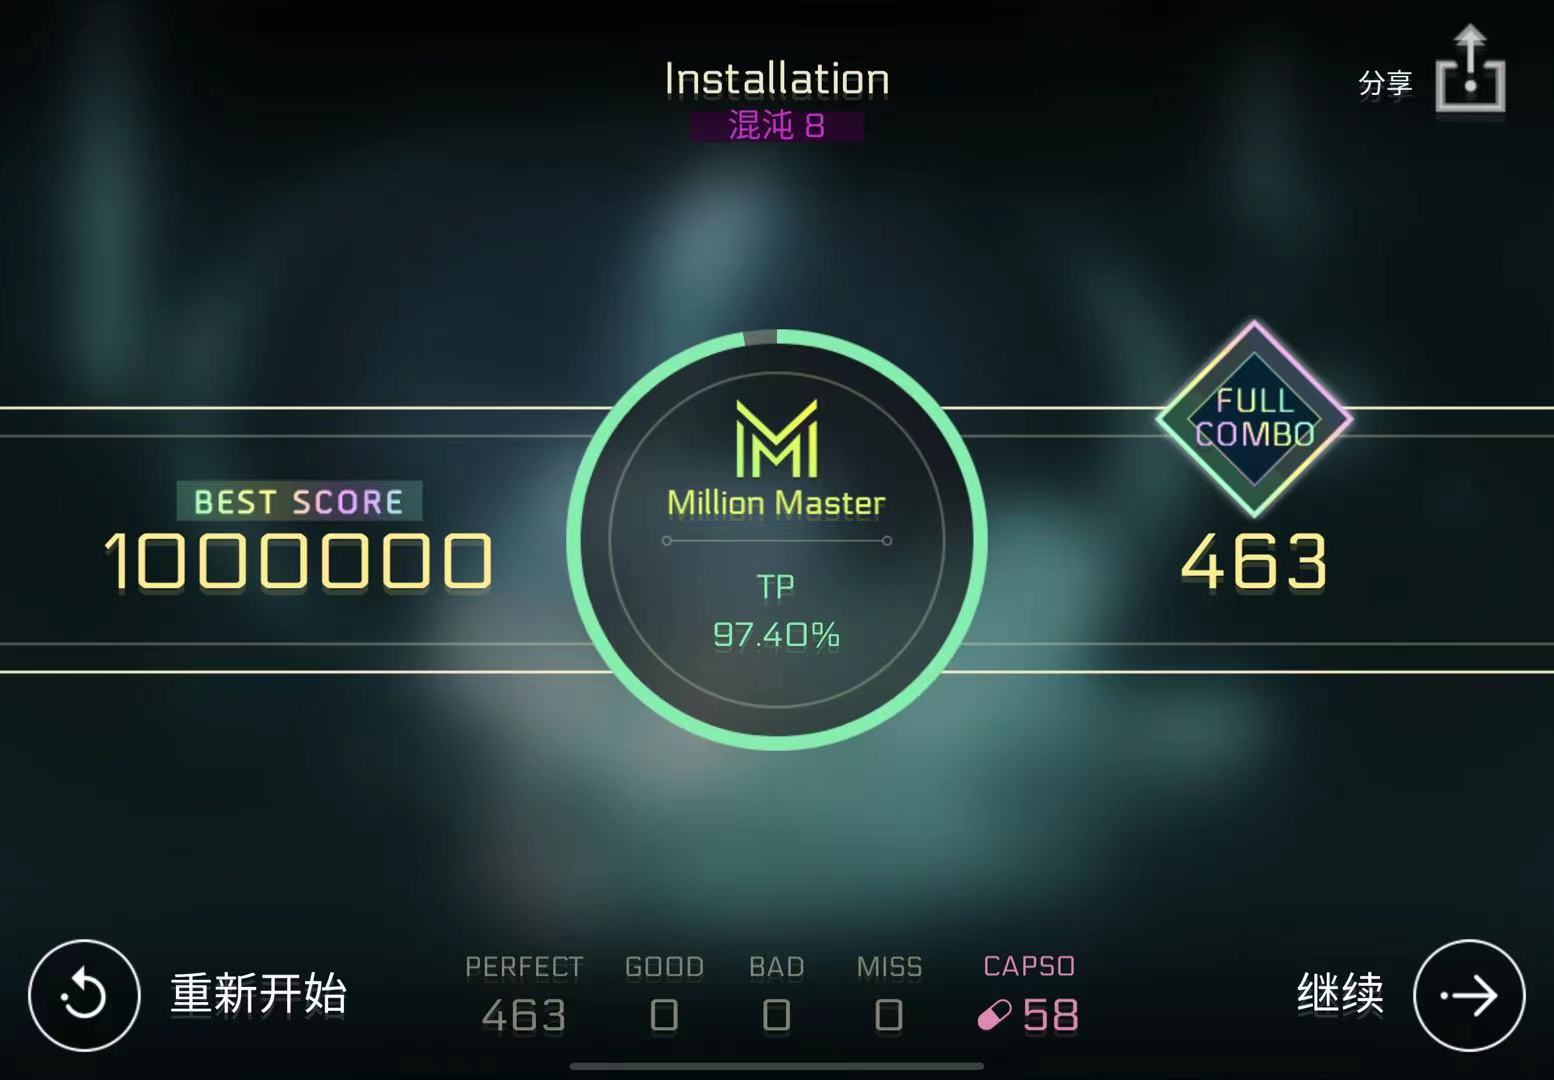 Installation
混沌 8
分享
FULL
COMBO
BEST SCORE
1000000
Million Master
TP
97.40%
463
PERFECT GOOD BAD MISS CAPSO
463 0 0 0 58
重新开始
继续